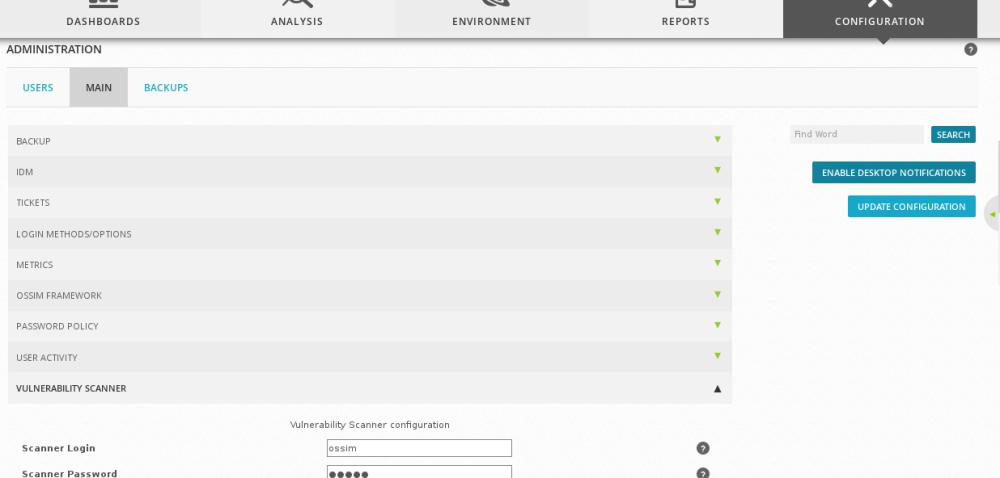 DASHBOARDS ANALYSIS ENVIRONMENT REPORTS CONFIGURATION
ADMINISTRATION ?
USERS MAIN BACKUPS
BACKUP
Find Word SEARCH
IDM
ENABLE DESKTOP NOTIFICATIONS
TICKETS
UPDATE CONFIGURATION
LOGIN METHODS/OPTIONS
METRICS
OSSIM FRAMEWORK
PASSWORD POLICY
USER ACTIVITY
VULNERABILITY SCANNER
Vulnerability Scanner configuration
Scanner Login ossim ?
Scanner Password ●●●●● ?